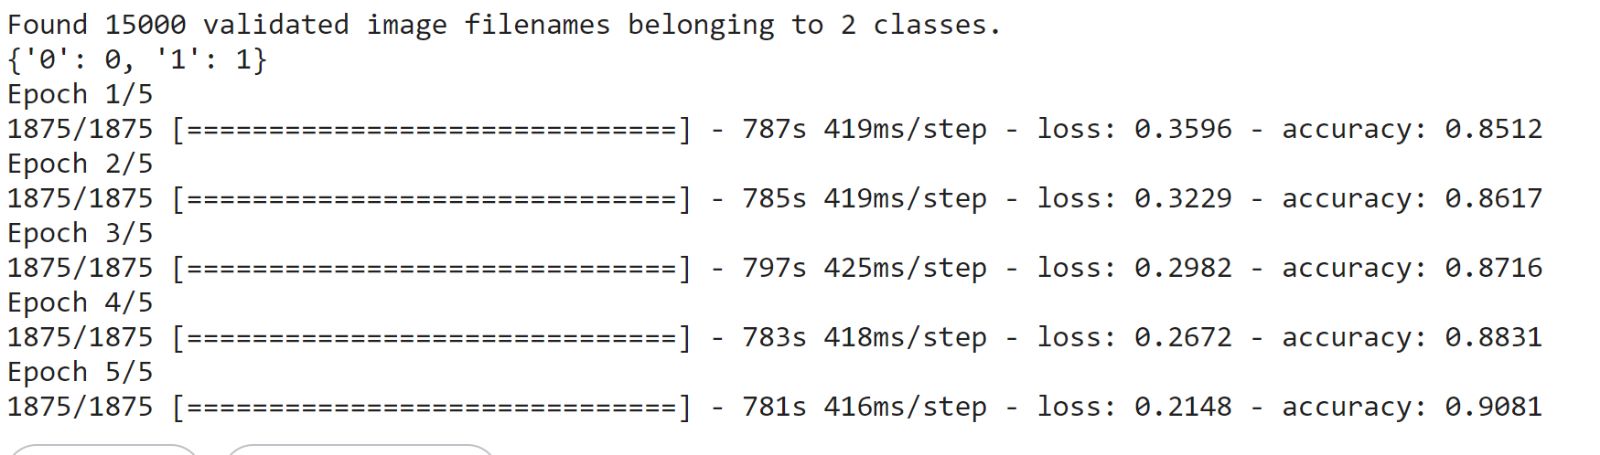 Found 15000 validated image filenames belonging to 2 classes.
{'0': 0, '1': 1}
Epoch 1/5
1875/1875 [==============================] - 787s 419ms/step - loss: 0.3596 - accuracy: 0.8512
Epoch 2/5
1875/1875 [==============================] - 785s 419ms/step - loss: 0.3229 - accuracy: 0.8617
Epoch 3/5
1875/1875 [==============================] - 797s 425ms/step - loss: 0.2982 - accuracy: 0.8716
Epoch 4/5
1875/1875 [==============================] - 783s 418ms/step - loss: 0.2672 - accuracy: 0.8831
Epoch 5/5
1875/1875 [==============================] - 781s 416ms/step - loss: 0.2148 - accuracy: 0.9081